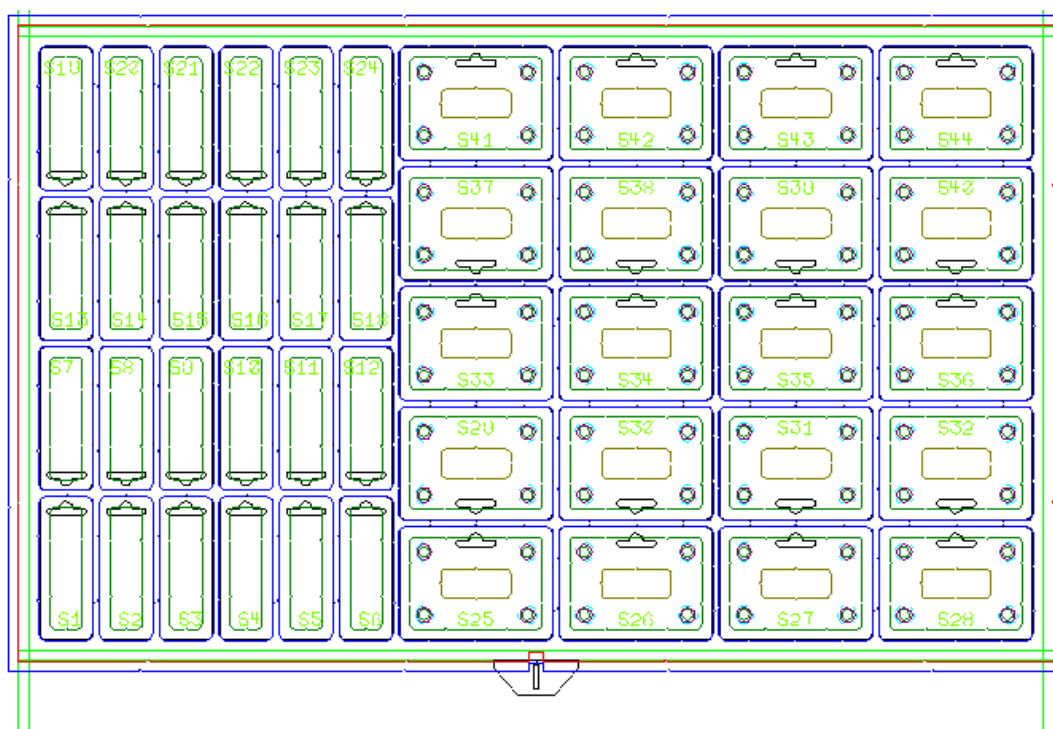 S19 S20 S21 S22 S23 S24
S41 S42 S43 S44
S37 S38 S39 S40
S13 S14 S15 S16 S17 S18
S7 S8 S9 S10 S11 S12
S33 S34 S35 S36
S29 S30 S31 S32
S1 S2 S3 S4 S5 S6 S25 S26 S27 S28